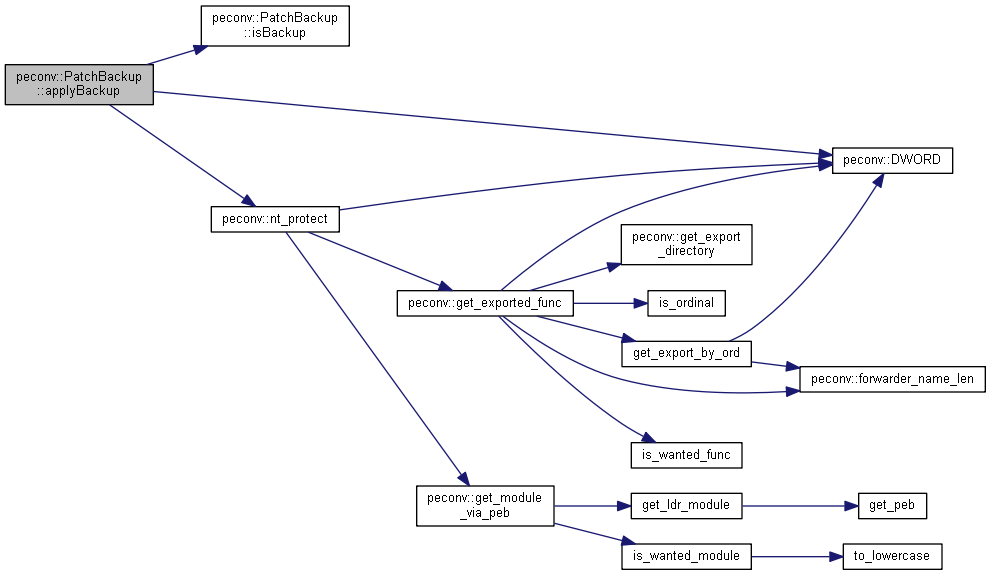 peconv::PatchBackup
::isBackup
peconv::PatchBackup
::applyBackup
peconv::DWORD
peconv::nt_protect
peconv::get_export
_directory
peconv::get_exported_func
is_ordinal
get_export_by_ord
peconv::forwarder_name_len
is_wanted_func
peconv::get_module
_via_peb
get_ldr_module
get_peb
is_wanted_module
to_lowercase